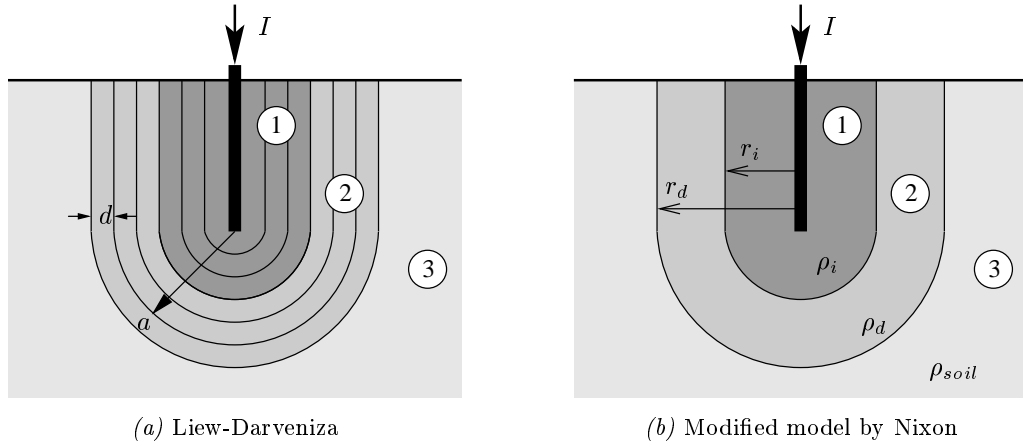 I
1
2
3
d
a
(a) Liew-Darveniza
I
1
2
3
r_i
r_d
ρ_i
ρ_d
ρ_soil
(b) Modified model by Nixon